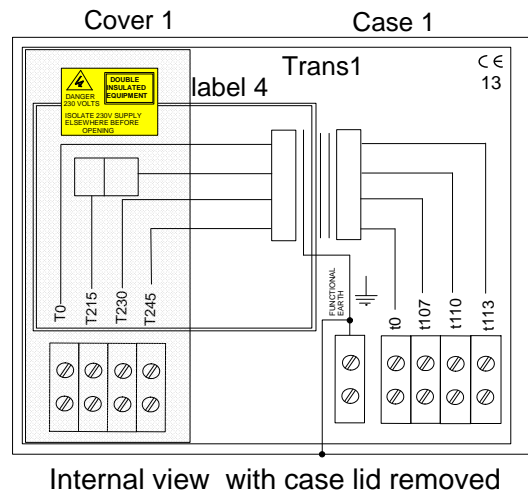 Cover 1
Case 1
Trans1
CE
13
DOUBLE
INSULATED
EQUIPMENT
DANGER
230 VOLTS
ISOLATE 230V SUPPLY
ELSEWHERE BEFORE
OPENING
label 4
T0
T215
T230
T245
FUNCTIONAL
EARTH
t0
t107
t110
t113
Internal view with case lid removed